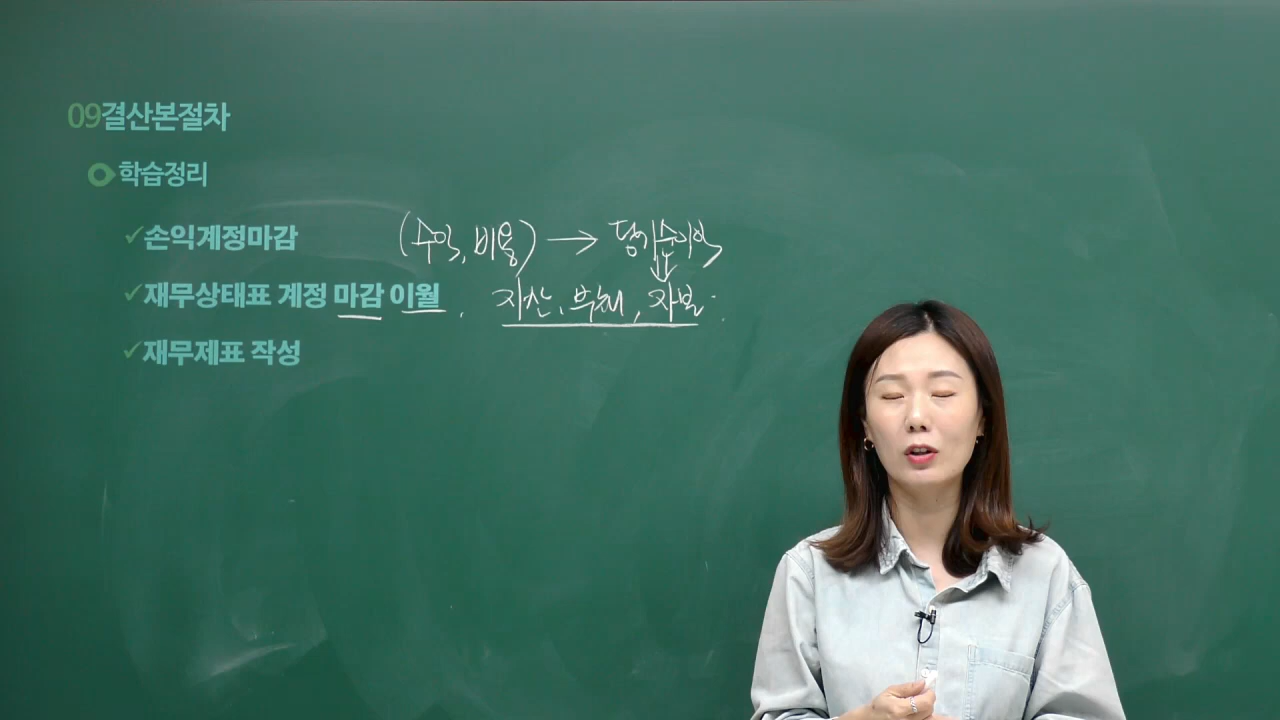 09결산본절차
학습정리
✓손익계정마감 (수익, 비용) → 당기순이익
✓재무상태표 계정 마감 이월, 자산, 부채, 자본
✓재무제표 작성